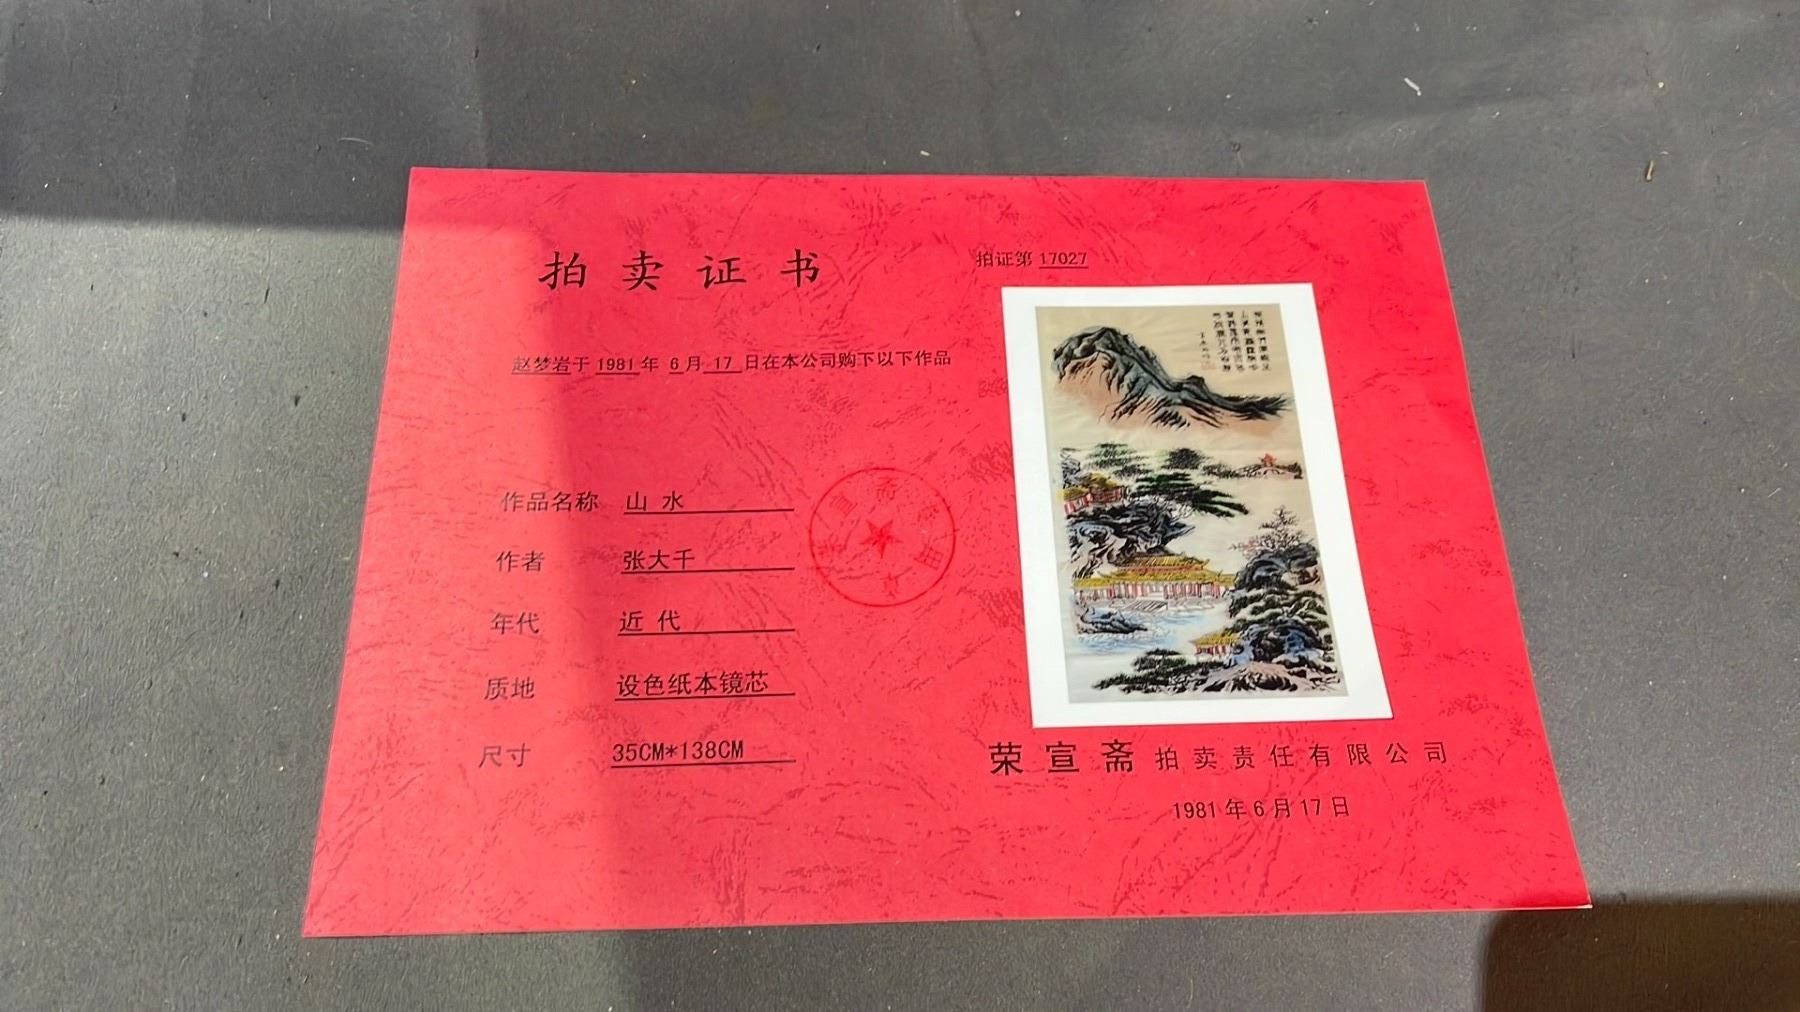 拍卖证书
拍证第 17027
赵梦岩于 1981 年 6 月 17 日在本公司购下以下作品
作品名称 山 水
作者 张大千
年代 近 代
质地 设色纸本镜芯
尺寸 35CM*138CM
荣宣斋拍卖责任有限公司
1981 年 6 月 17 日